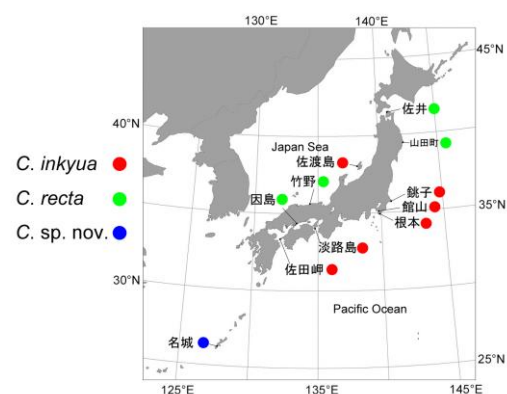 130°E
140°E
45°N
佐井
40°N
山田町
C. inkyua
Japan Sea
佐渡島
竹野
C. recta
因島
銚子
館山
35°N
根本
C. sp. nov.
淡路島
佐田岬
30°N
Pacific Ocean
名城
25°N
125°E
135°E
145°E